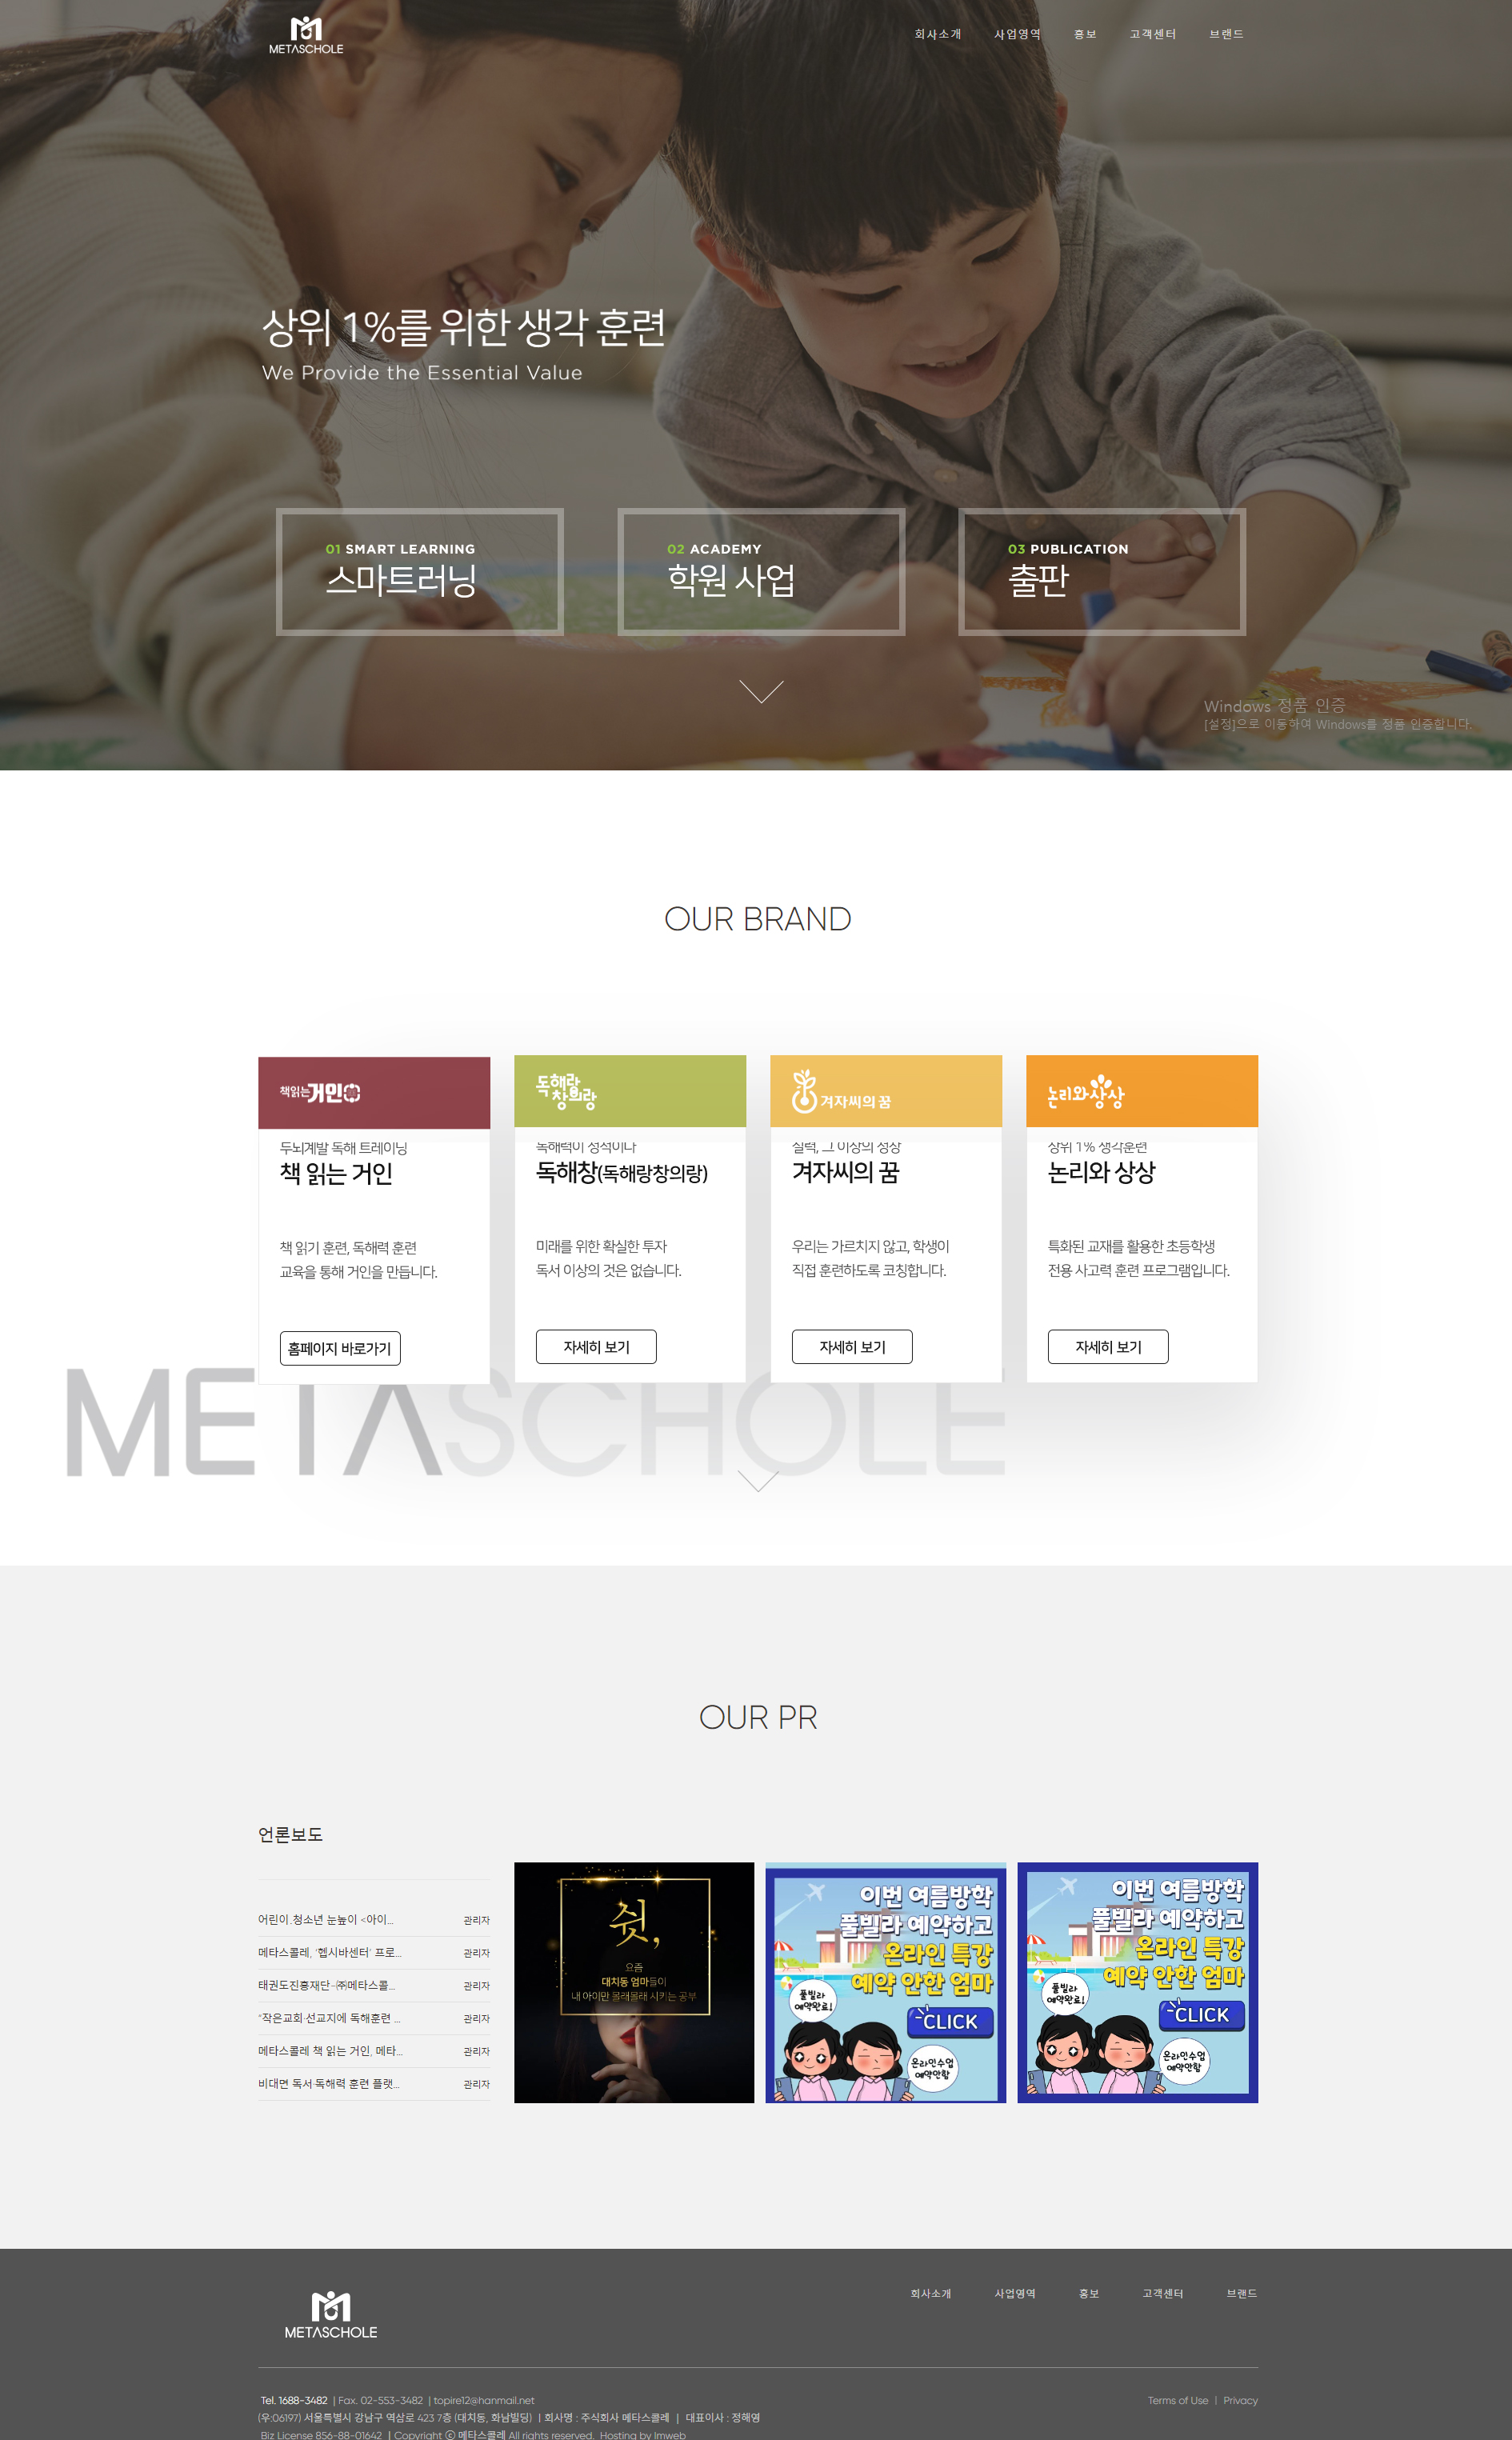 METASCHOLE
회사소개 사업영역 홍보 고객센터 브랜드
상위 1%를 위한 생각 훈련
We Provide the Essential Value
01 SMART LEARNING
스마트러닝
02 ACADEMY
학원 사업
03 PUBLICATION
출판
Windows 정품 인증
[설정]으로 이동하여 Windows를 정품 인증합니다.
OUR BRAND
책읽는거인
두뇌계발 독해 트레이닝
책 읽는 거인
책 읽기 훈련, 독해력 훈련
교육을 통해 거인을 만듭니다.
홈페이지 바로가기
독해랑
창의랑
독해력이 성적이다
독해창(독해랑창의랑)
미래를 위한 확실한 투자
독서 이상의 것은 없습니다.
자세히 보기
겨자씨의 꿈
실력, 그 이상의 성장
겨자씨의 꿈
우리는 가르치지 않고, 학생이
직접 훈련하도록 코칭합니다.
자세히 보기
논리와상상
상위 1% 생각훈련
논리와 상상
특화된 교재를 활용한 초등학생
전용 사고력 훈련 프로그램입니다.
자세히 보기
METASCHOLE
OUR PR
언론보도
어린이.청소년 눈높이 <아이... 관리자
메타스콜레, '헵시바센터' 프로... 관리자
태권도진흥재단-㈜메타스콜... 관리자
"작은교회·선교지에 독해훈련 ... 관리자
메타스콜레 책 읽는 거인, 메타... 관리자
비대면 독서·독해력 훈련 플랫... 관리자
쉿,
요즘
대치동 엄마들이
내 아이만 몰래몰래 시키는 공부
이번 여름방학
풀빌라 예약하고
온라인 특강
예약 안한 엄마
풀빌라
예약완료!
CLICK
온라인수업
예약안함
이번 여름방학
풀빌라 예약하고
온라인 특강
예약 안한 엄마
풀빌라
예약완료!
CLICK
온라인수업
예약안함
METASCHOLE
회사소개 사업영역 홍보 고객센터 브랜드
Tel. 1688-3482 | Fax. 02-553-3482 | topire12@hanmail.net
Terms of Use | Privacy
(우:06197) 서울특별시 강남구 역삼로 423 7층 (대치동, 화남빌딩) | 회사명 : 주식회사 메타스콜레 | 대표이사 : 정해영
Biz License 856-88-01642 | Copyright ⓒ 메타스콜레 All rights reserved. Hosting by Imweb